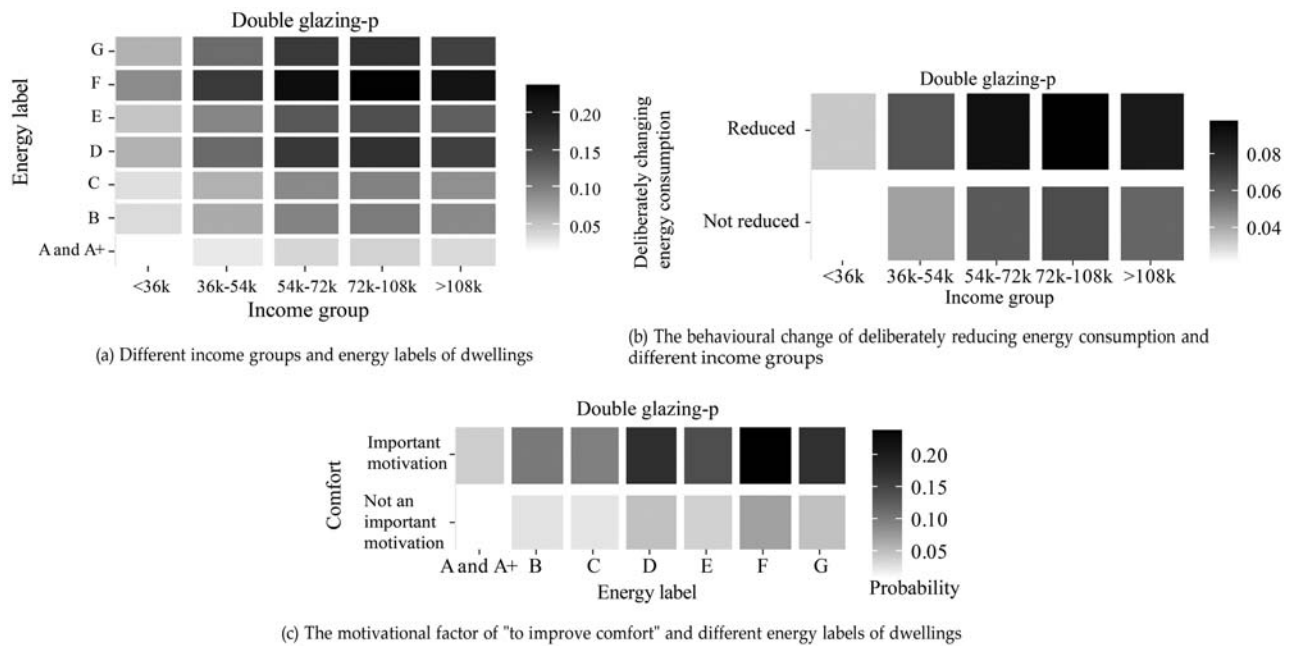 Double glazing-p
Energy label
G
F
E
D
C
B
A and A+
<36k
36k-54k
54k-72k
72k-108k
>108k
Income group
0.20
0.15
0.10
0.05
(a) Different income groups and energy labels of dwellings
Double glazing-p
Deliberately changing
energy consumption
Reduced
Not reduced
<36k
36k-54k
54k-72k
72k-108k
>108k
Income group
0.08
0.06
0.04
(b) The behavioural change of deliberately reducing energy consumption and
different income groups
Double glazing-p
Comfort
Important
motivation
Not an
important
motivation
A and A+
B
C
D
E
F
G
Energy label
0.20
0.15
0.10
0.05
Probability
(c) The motivational factor of "to improve comfort" and different energy labels of dwellings